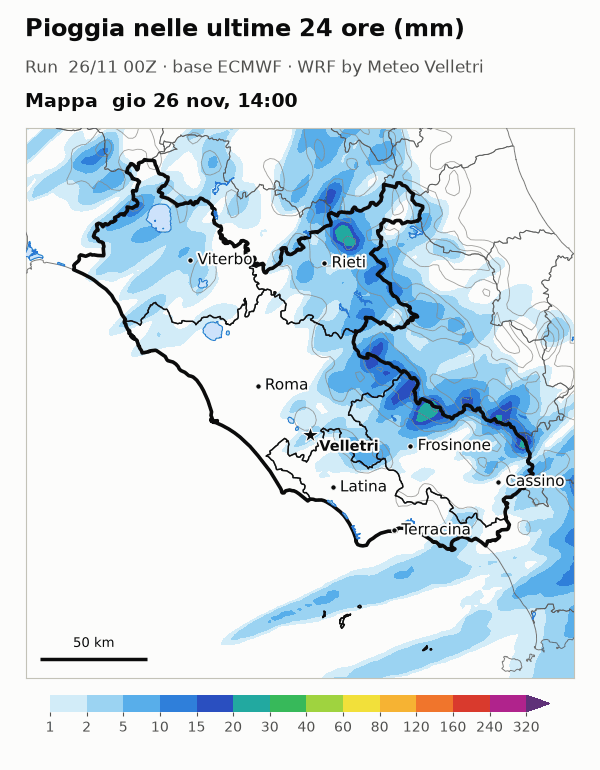 Pioggia nelle ultime 24 ore (mm)
Run 26/11 00Z · base ECMWF · WRF by Meteo Velletri
Mappa gio 26 nov, 14:00
Viterbo
Rieti
Roma
Velletri
Frosinone
Cassino
Latina
Terracina
50 km
1 2 5 10 15 20 30 40 60 80 120 160 240 320